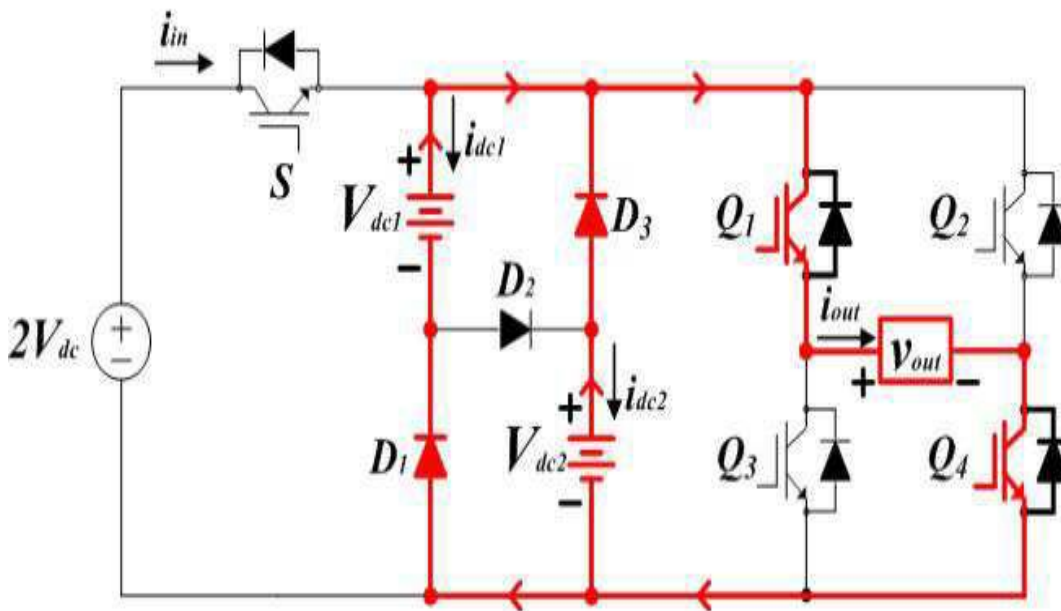 i_in
S
+
i_dc1
V_dc1
−
D_3
Q_1
Q_2
D_2
2V_dc
+
−
i_out
v_out
+
−
+
i_dc2
D_1
V_dc2
−
Q_3
Q_4